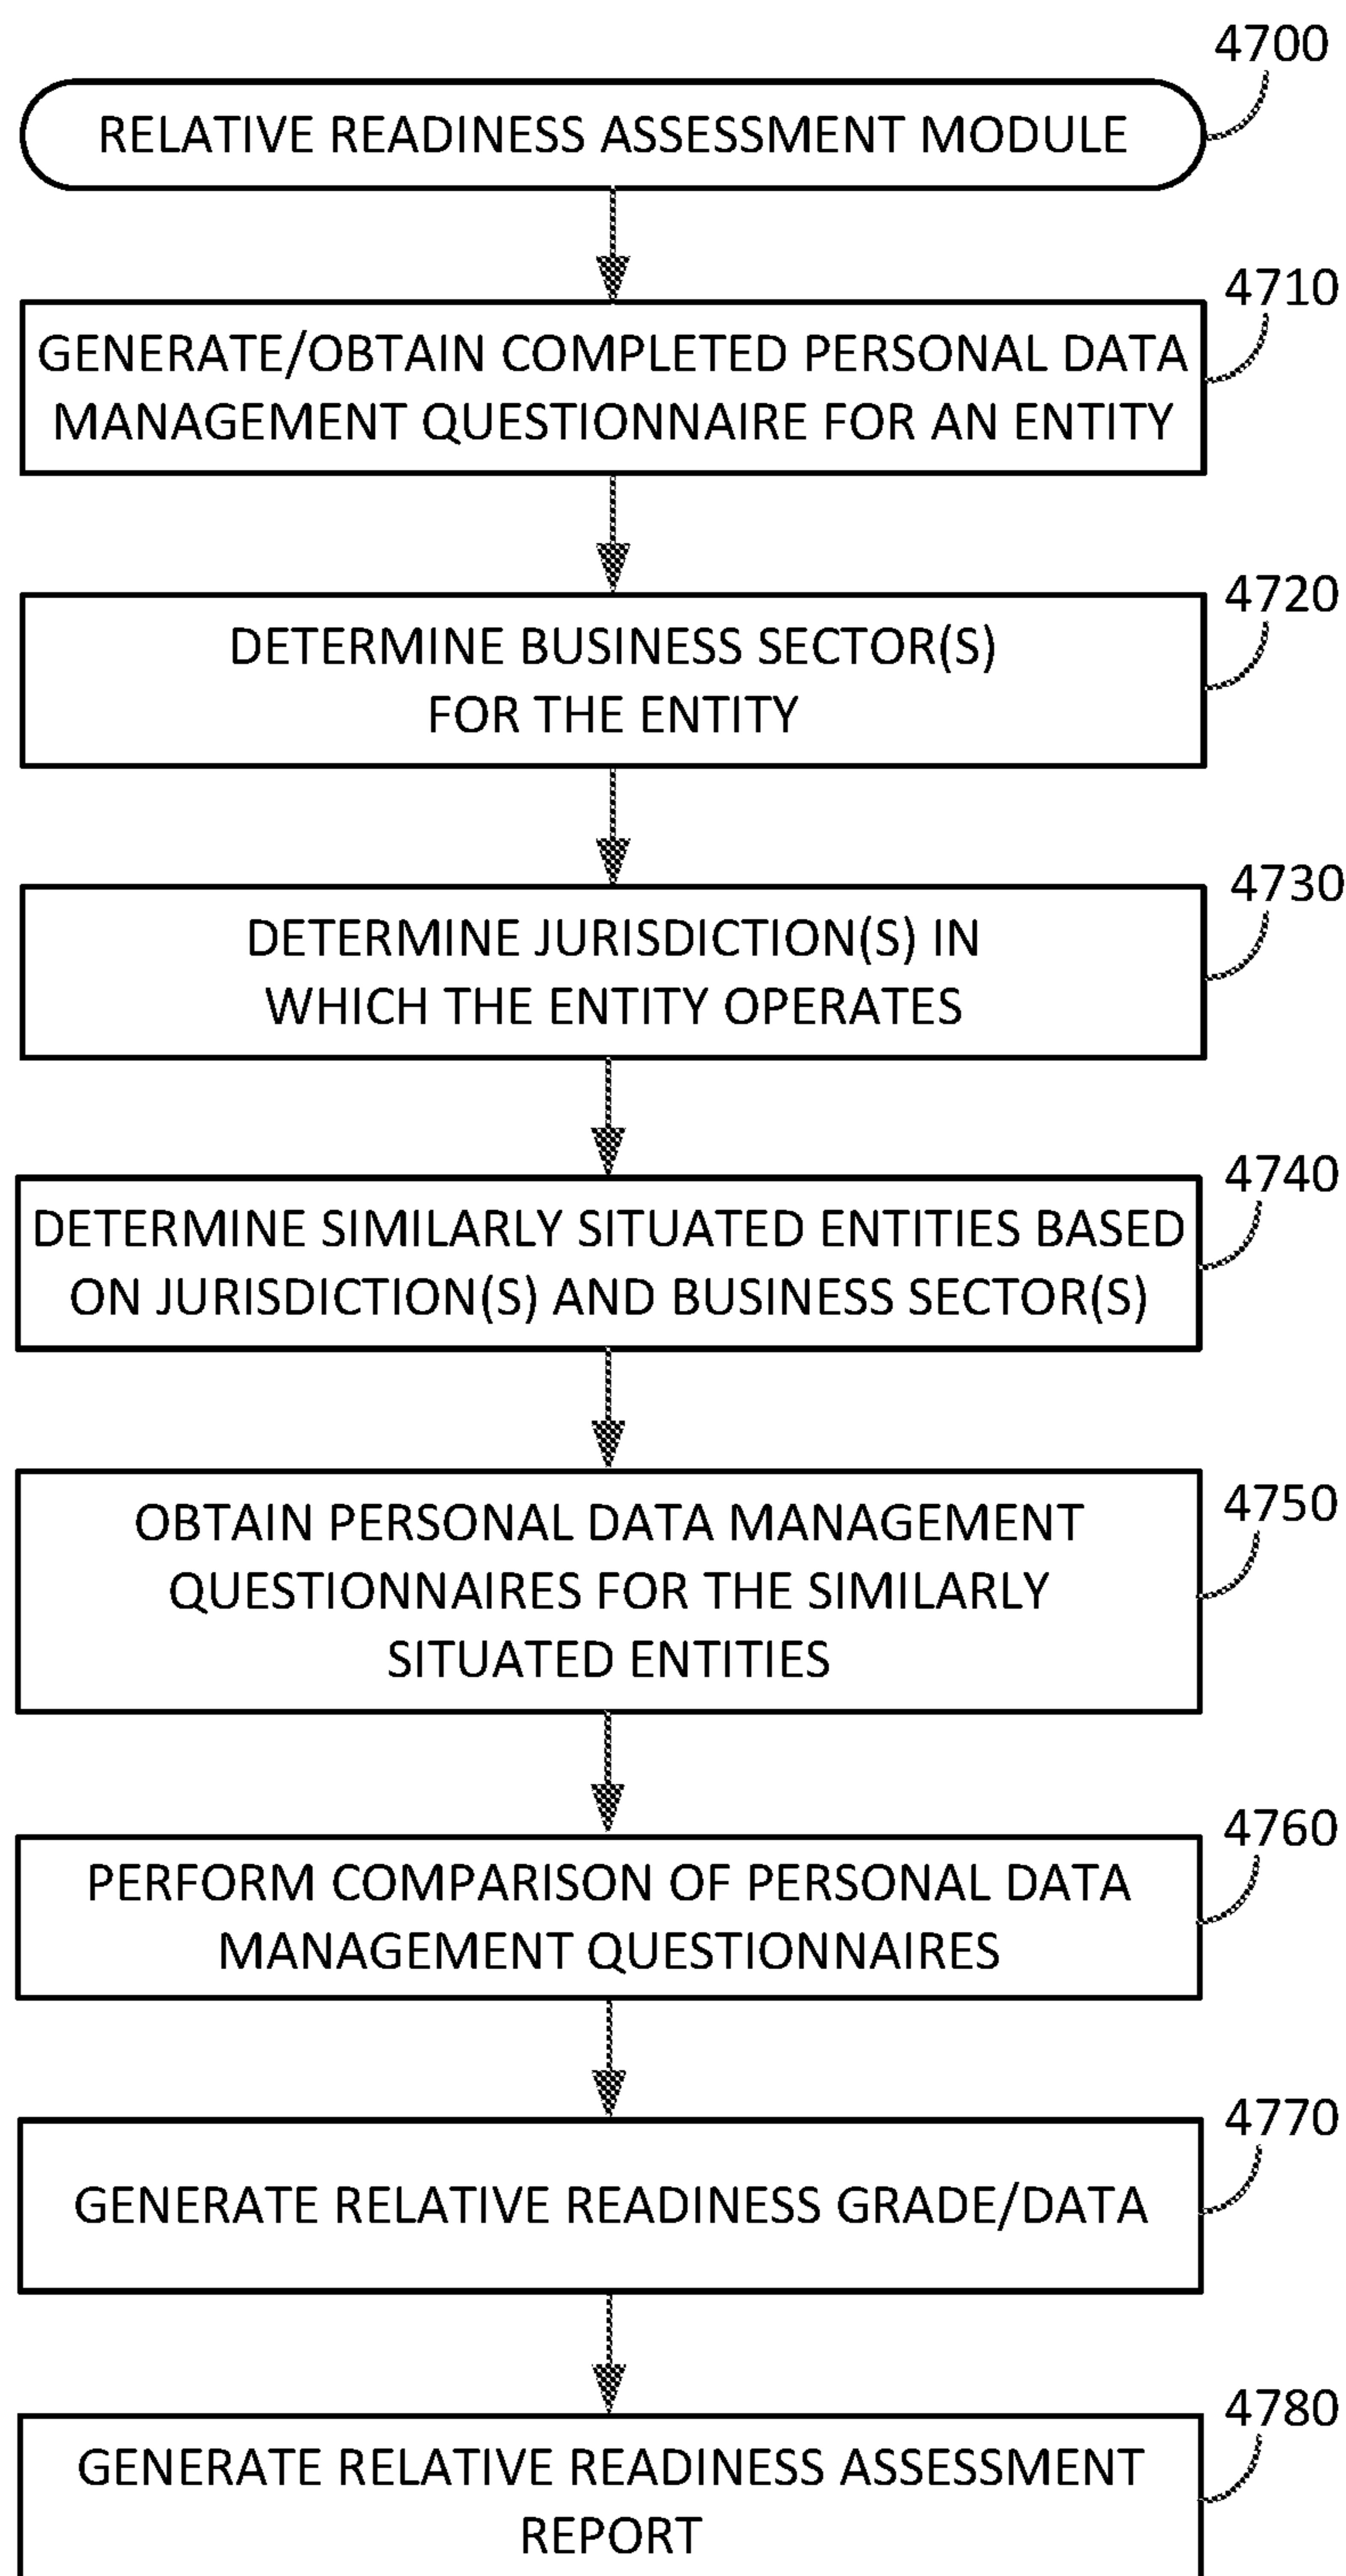 4700
RELATIVE READINESS ASSESSMENT MODULE
4710
GENERATE/OBTAIN COMPLETED PERSONAL DATA
MANAGEMENT QUESTIONNAIRE FOR AN ENTITY
4720
DETERMINE BUSINESS SECTOR(S)
FOR THE ENTITY
4730
DETERMINE JURISDICTION(S) IN
WHICH THE ENTITY OPERATES
4740
DETERMINE SIMILARLY SITUATED ENTITIES BASED
ON JURISDICTION(S) AND BUSINESS SECTOR(S)
4750
OBTAIN PERSONAL DATA MANAGEMENT
QUESTIONNAIRES FOR THE SIMILARLY
SITUATED ENTITIES
4760
PERFORM COMPARISON OF PERSONAL DATA
MANAGEMENT QUESTIONNAIRES
4770
GENERATE RELATIVE READINESS GRADE/DATA
4780
GENERATE RELATIVE READINESS ASSESSMENT
REPORT